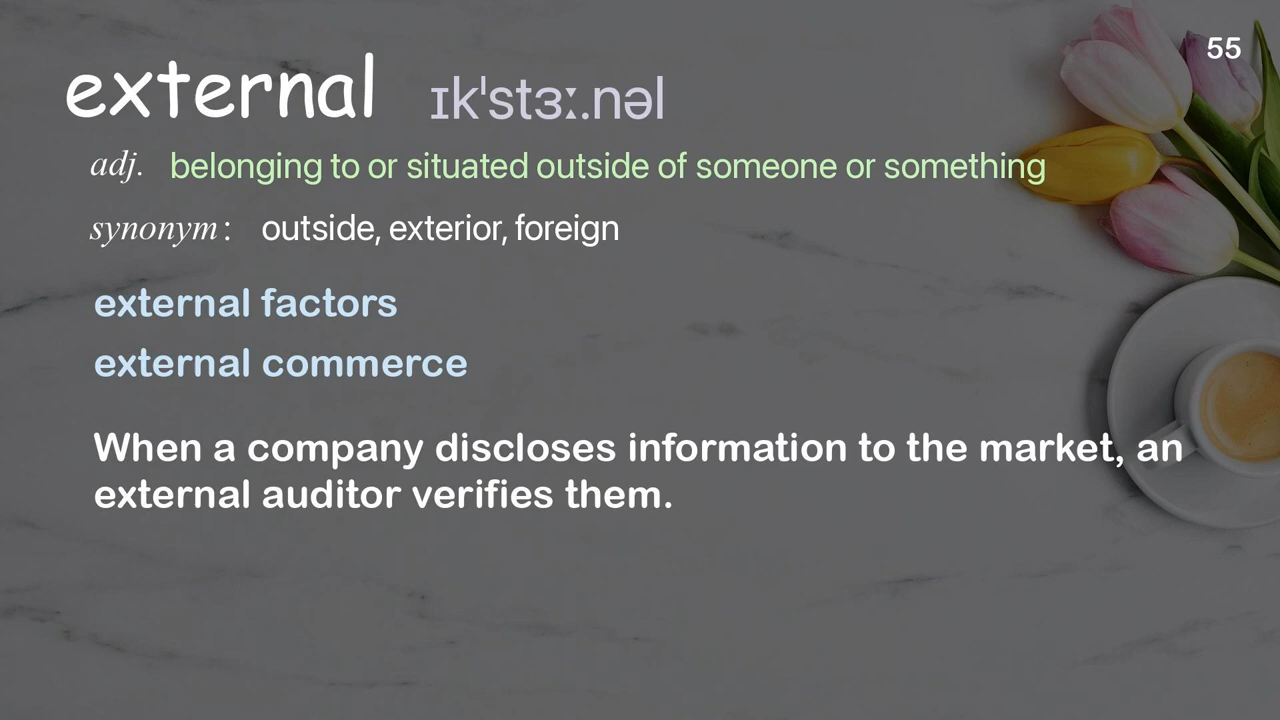 55
external ɪkˈstɜː.nəl
adj. belonging to or situated outside of someone or something
synonym: outside, exterior, foreign
external factors
external commerce
When a company discloses information to the market, an
external auditor verifies them.